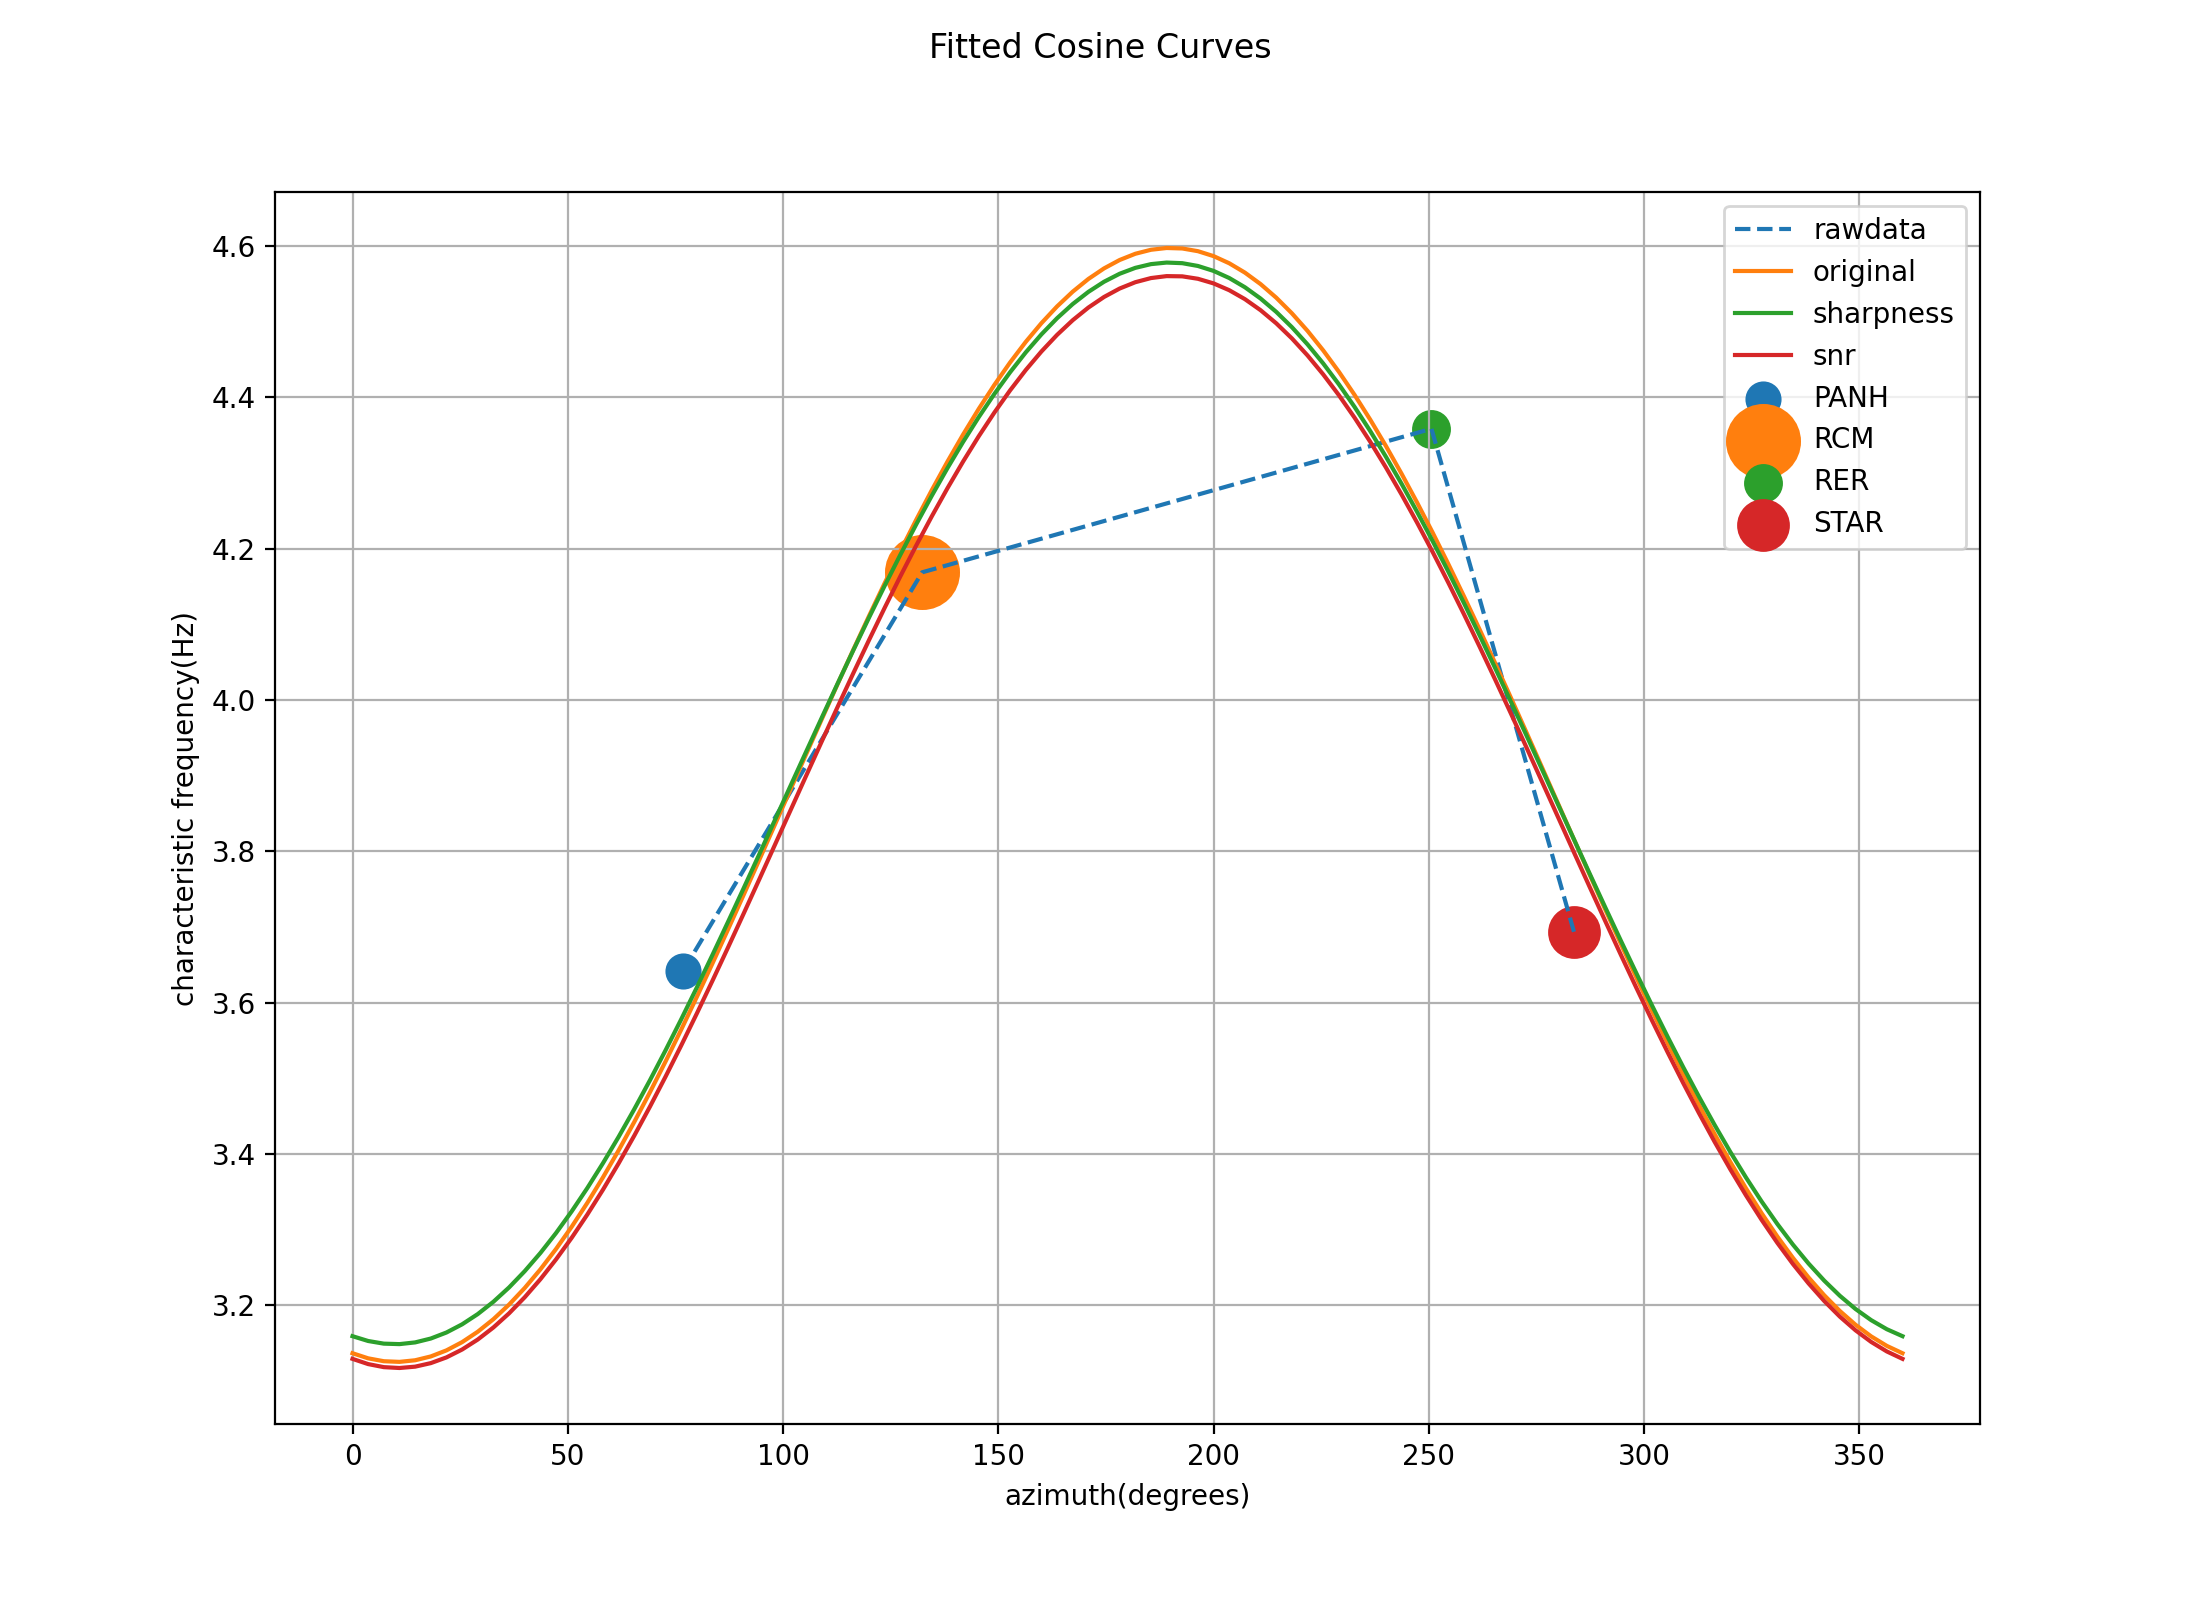 Fitted Cosine Curves
4.6
4.4
4.2
4.0
3.8
3.6
3.4
3.2
characteristic frequency(Hz)
rawdata
original
sharpness
snr
PANH
RCM
RER
STAR
0 50 100 150 200 250 300 350
azimuth(degrees)